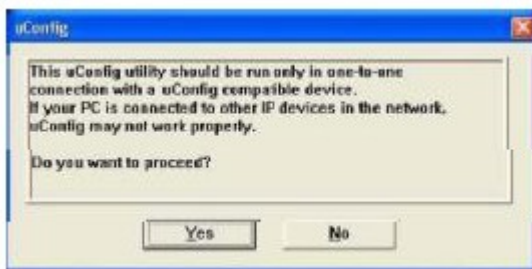 uConfig
This uConfig utility should be run only in one-to-one
connection with a uConfig compatible device.
If your PC is connected to other IP devices in the network,
uConfig may not work properly.
Do you want to proceed?
Yes
No